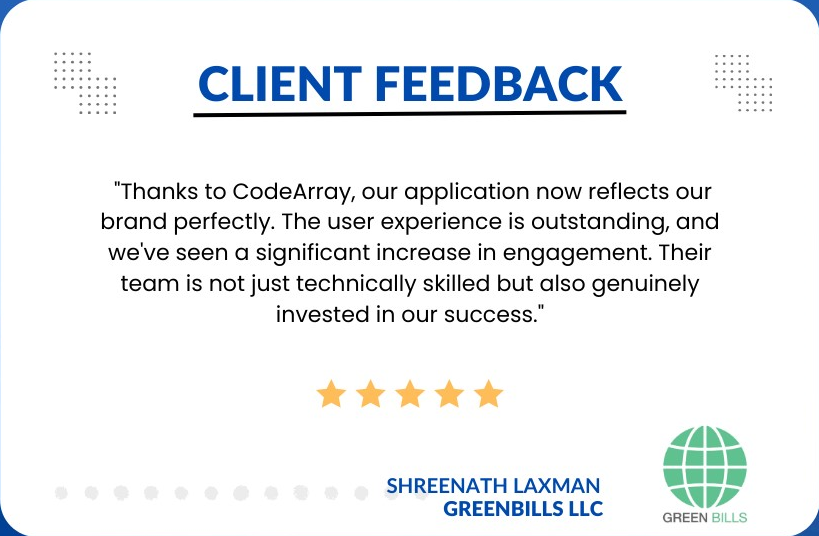 CLIENT FEEDBACK
"Thanks to CodeArray, our application now reflects our
brand perfectly. The user experience is outstanding, and
we've seen a significant increase in engagement. Their
team is not just technically skilled but also genuinely
invested in our success."
SHREENATH LAXMAN
GREENBILLS LLC
GREEN BILLS